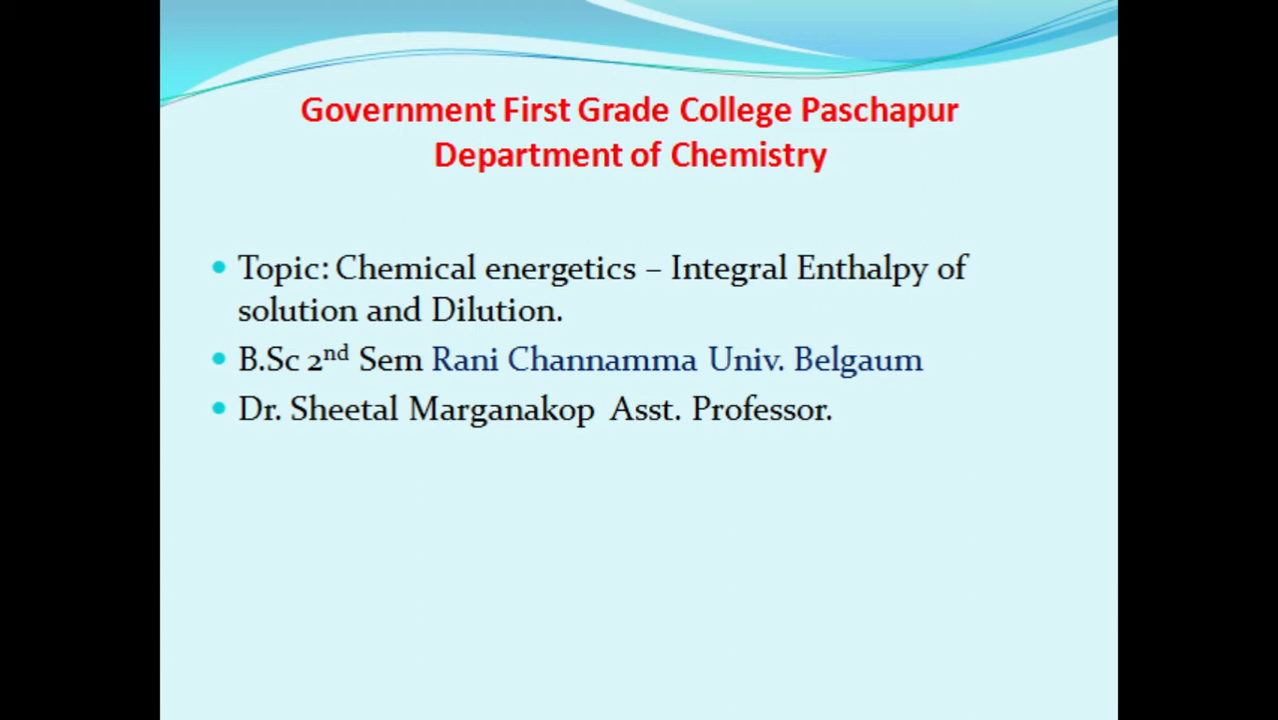 Government First Grade College Paschapur
Department of Chemistry
• Topic: Chemical energetics – Integral Enthalpy of
solution and Dilution.
• B.Sc 2nd Sem Rani Channamma Univ. Belgaum
• Dr. Sheetal Marganakop Asst. Professor.